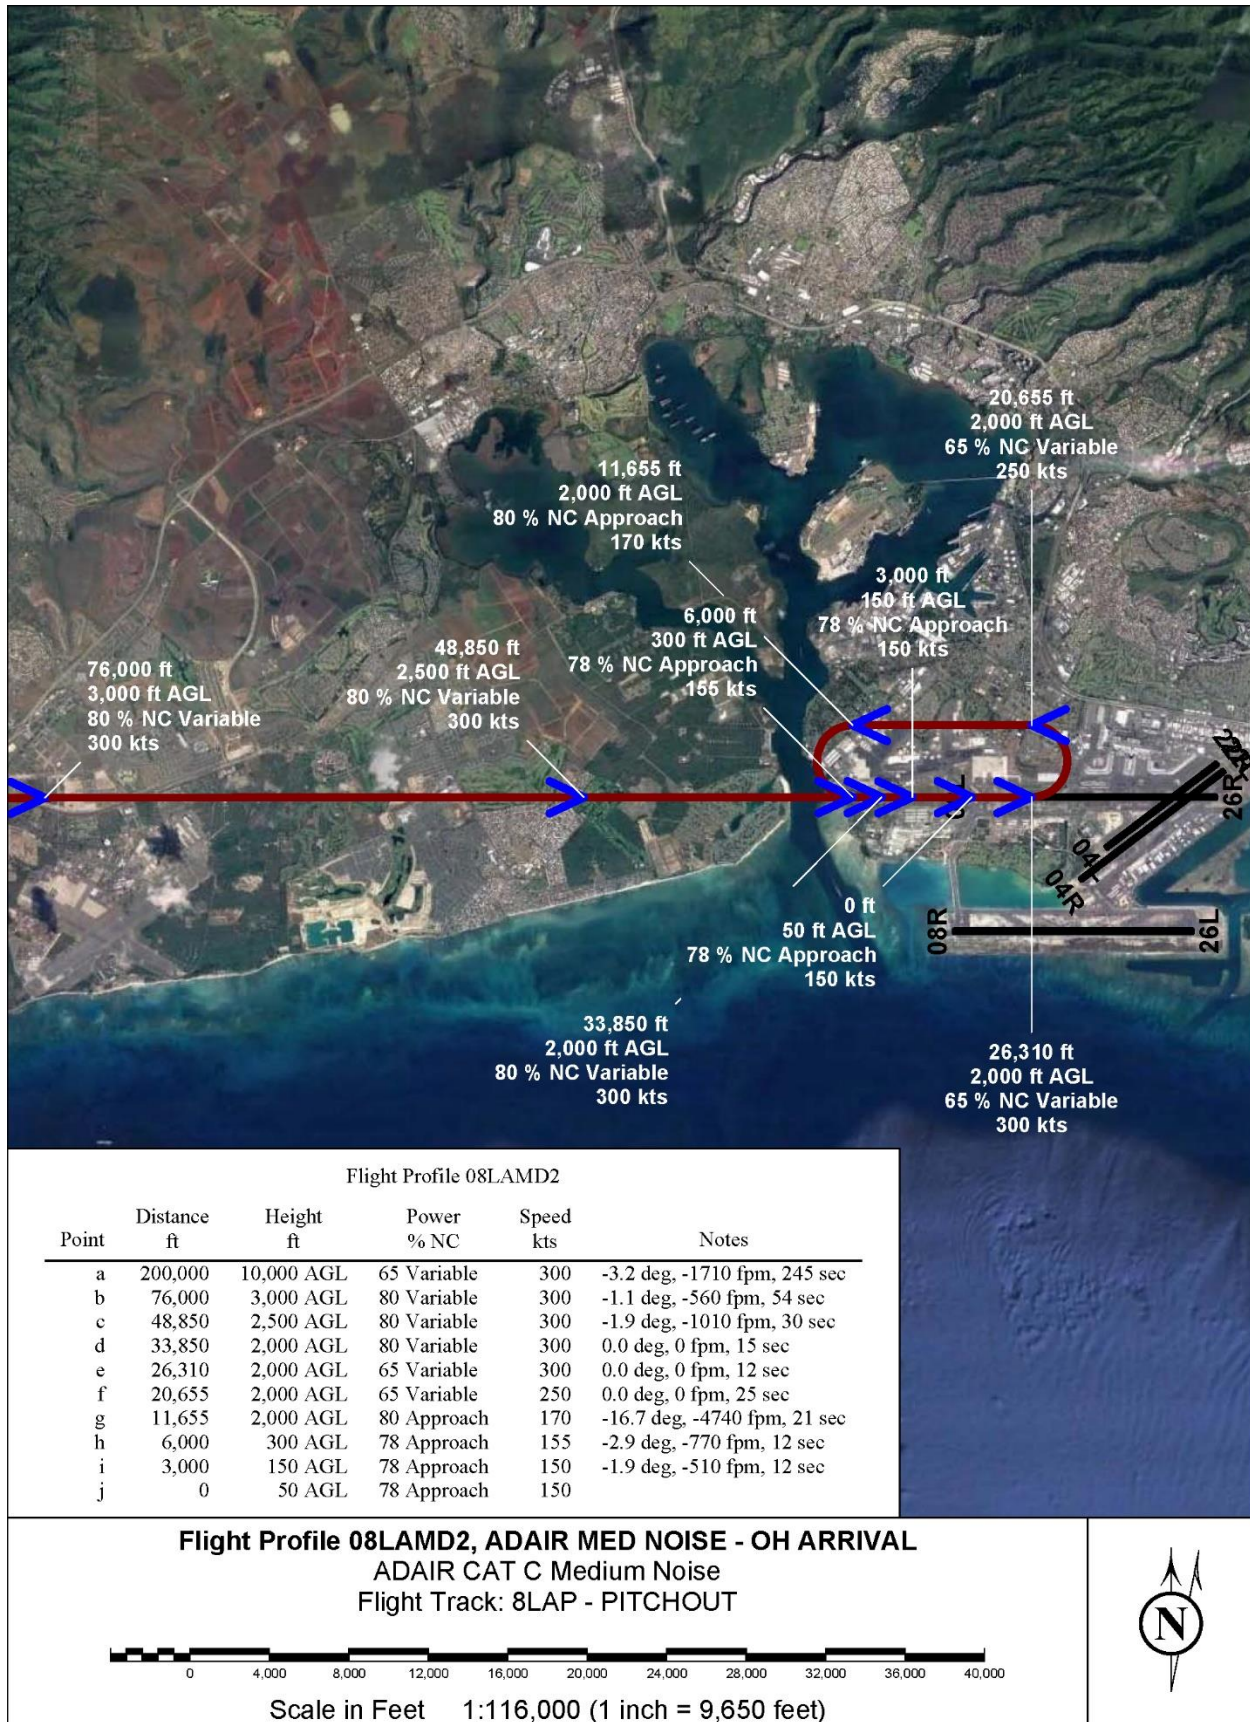 20,655 ft
2,000 ft AGL
65 % NC Variable
250 kts
11,655 ft
2,000 ft AGL
80 % NC Approach
170 kts
3,000 ft
150 ft AGL
78 % NC Approach
150 kts
6,000 ft
300 ft AGL
78 % NC Approach
155 kts
48,850 ft
2,500 ft AGL
80 % NC Variable
300 kts
76,000 ft
3,000 ft AGL
80 % NC Variable
300 kts
26R
04L
04R
08R
26L
0 ft
50 ft AGL
78 % NC Approach
150 kts
33,850 ft
2,000 ft AGL
80 % NC Variable
300 kts
26,310 ft
2,000 ft AGL
65 % NC Variable
300 kts
Flight Profile 08LAMD2
Distance Height Power Speed
Point ft ft % NC kts Notes
a 200,000 10,000 AGL 65 Variable 300 -3.2 deg, -1710 fpm, 245 sec
b 76,000 3,000 AGL 80 Variable 300 -1.1 deg, -560 fpm, 54 sec
c 48,850 2,500 AGL 80 Variable 300 -1.9 deg, -1010 fpm, 30 sec
d 33,850 2,000 AGL 80 Variable 300 0.0 deg, 0 fpm, 15 sec
e 26,310 2,000 AGL 65 Variable 300 0.0 deg, 0 fpm, 12 sec
f 20,655 2,000 AGL 65 Variable 250 0.0 deg, 0 fpm, 25 sec
g 11,655 2,000 AGL 80 Approach 170 -16.7 deg, -4740 fpm, 21 sec
h 6,000 300 AGL 78 Approach 155 -2.9 deg, -770 fpm, 12 sec
i 3,000 150 AGL 78 Approach 150 -1.9 deg, -510 fpm, 12 sec
j 0 50 AGL 78 Approach 150
Flight Profile 08LAMD2, ADAIR MED NOISE - OH ARRIVAL
ADAIR CAT C Medium Noise
Flight Track: 8LAP - PITCHOUT
0 4,000 8,000 12,000 16,000 20,000 24,000 28,000 32,000 36,000 40,000
Scale in Feet 1:116,000 (1 inch = 9,650 feet)
N